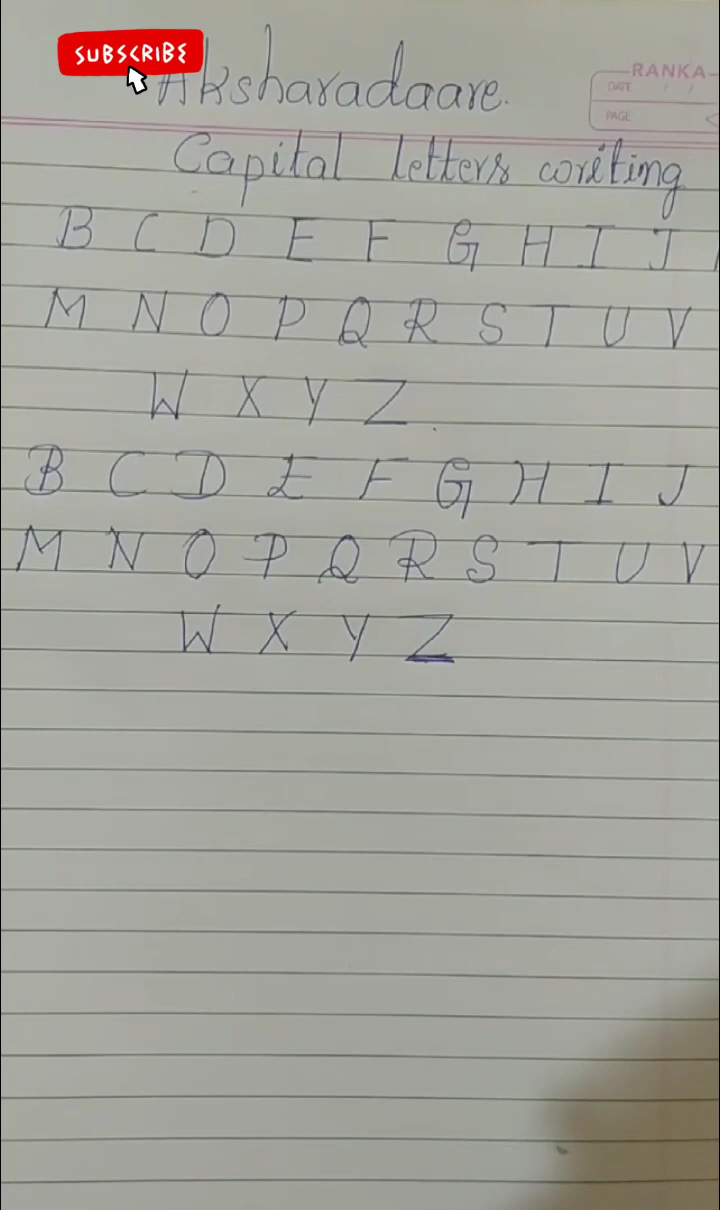 SUBSCRIBE
Aksharadaare.
RANKA
DATE / /
PAGE
Capital letters writing
B C D E F G H I J
M N O P Q R S T U V
W X Y Z
B C D E F G H I J
M N O P Q R S T U V
W X Y Z